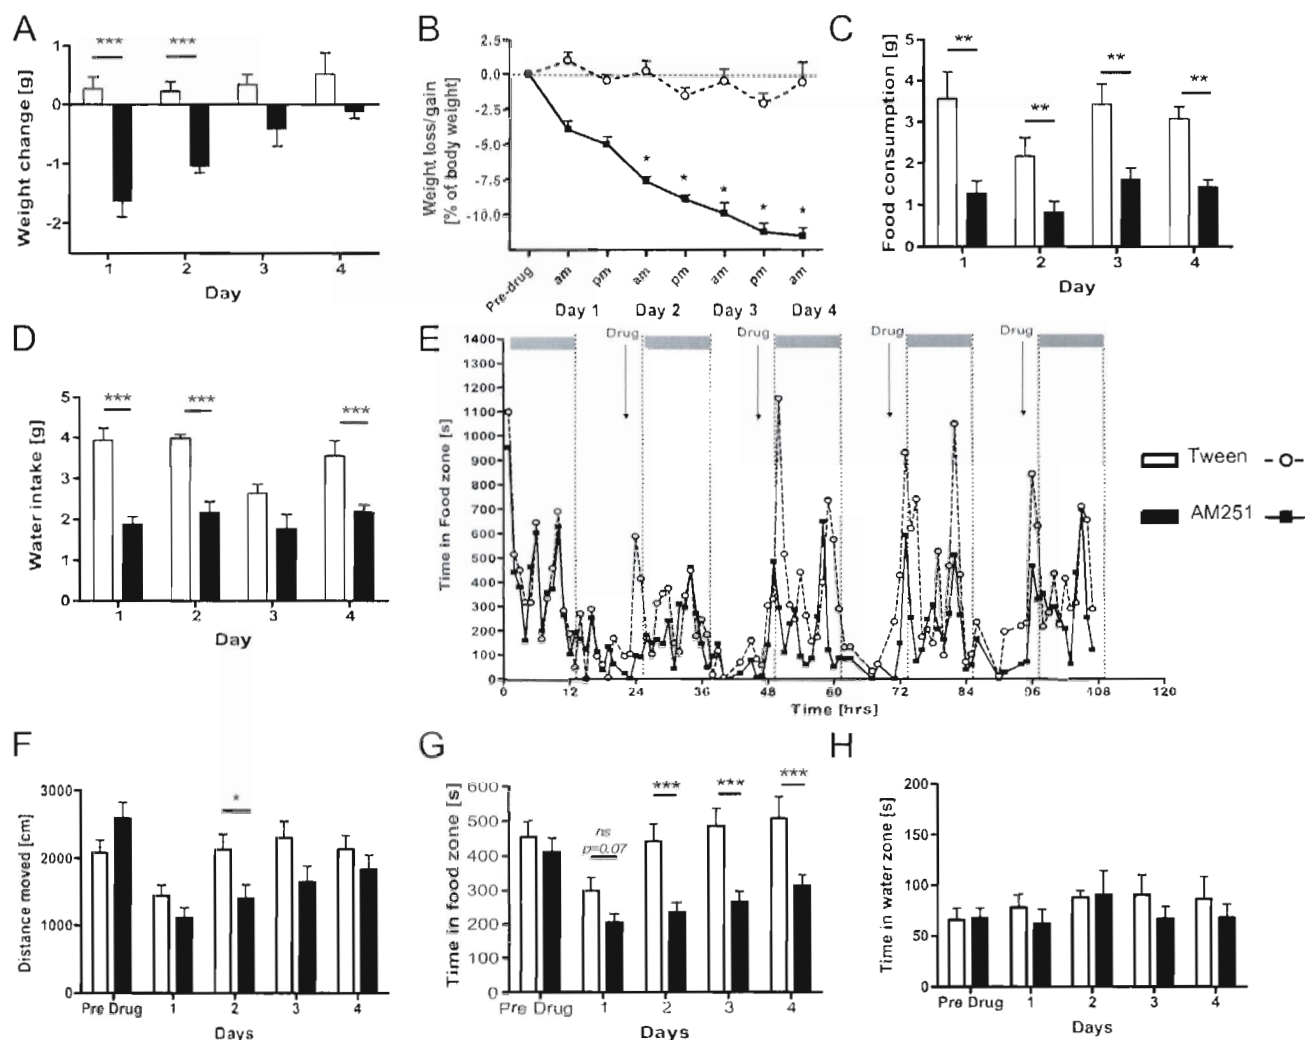 A
Weight change [g]
1
0
-1
-2
*** ***
1 2 3 4
Day
B
Weight loss/gain
[% of body weight]
2.5
0.0
-2.5
-5.0
-7.5
-10.0
* * * * *
Pre-drug am pm am pm am pm am
Day 1 Day 2 Day 3 Day 4
C
Food consumption [g]
5
4
3
2
1
0
** ** ** **
1 2 3 4
Day
D
Water intake [g]
5
4
3
2
1
0
*** *** ***
1 2 3 4
Day
E
Time in Food zone [s]
1400
1300
1200
1100
1000
900
800
700
600
500
400
300
200
100
0
Drug Drug Drug Drug
0 12 24 36 48 60 72 84 96 108 120
Time [hrs]
Tween
AM251
F
Distance moved [cm]
3000
2000
1000
0
*
Pre Drug 1 2 3 4
Days
G
Time in food zone [s]
600
500
400
300
200
100
0
ns
p=0.07
*** *** ***
Pre Drug 1 2 3 4
Days
H
Time in water zone [s]
200
150
100
50
0
Pre Drug 1 2 3 4
Days